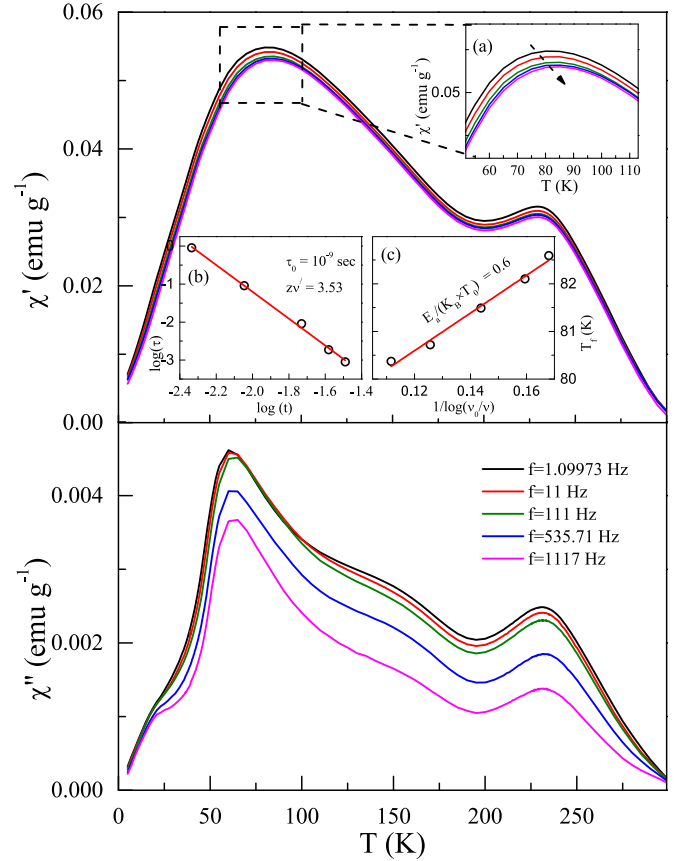 (a)
0.05
χ' (emu g⁻¹)
60 70 80 90 100 110
T (K)
0.06
0.04
0.02
0.00
χ' (emu g⁻¹)
(b)
τ₀ = 10⁻⁹ sec
zν' = 3.53
0
-1
-2
-3
log(τ)
-2.4 -2.2 -2.0 -1.8 -1.6 -1.4
log (t)
(c)
Eₐ/(K_B×T₀) = 0.6
82
81
80
T_f (K)
0.12 0.14 0.16
1/log(ν₀/ν)
f=1.09973 Hz
f=11 Hz
f=111 Hz
f=535.71 Hz
f=1117 Hz
0.004
0.002
0.000
χ'' (emu g⁻¹)
0 50 100 150 200 250
T (K)